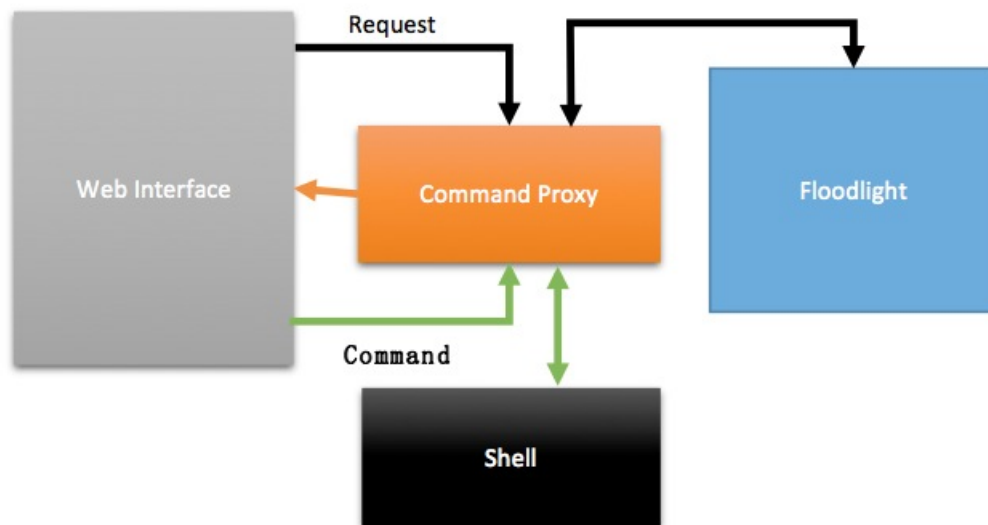 Request
Web Interface
Command Proxy
Floodlight
Command
Shell